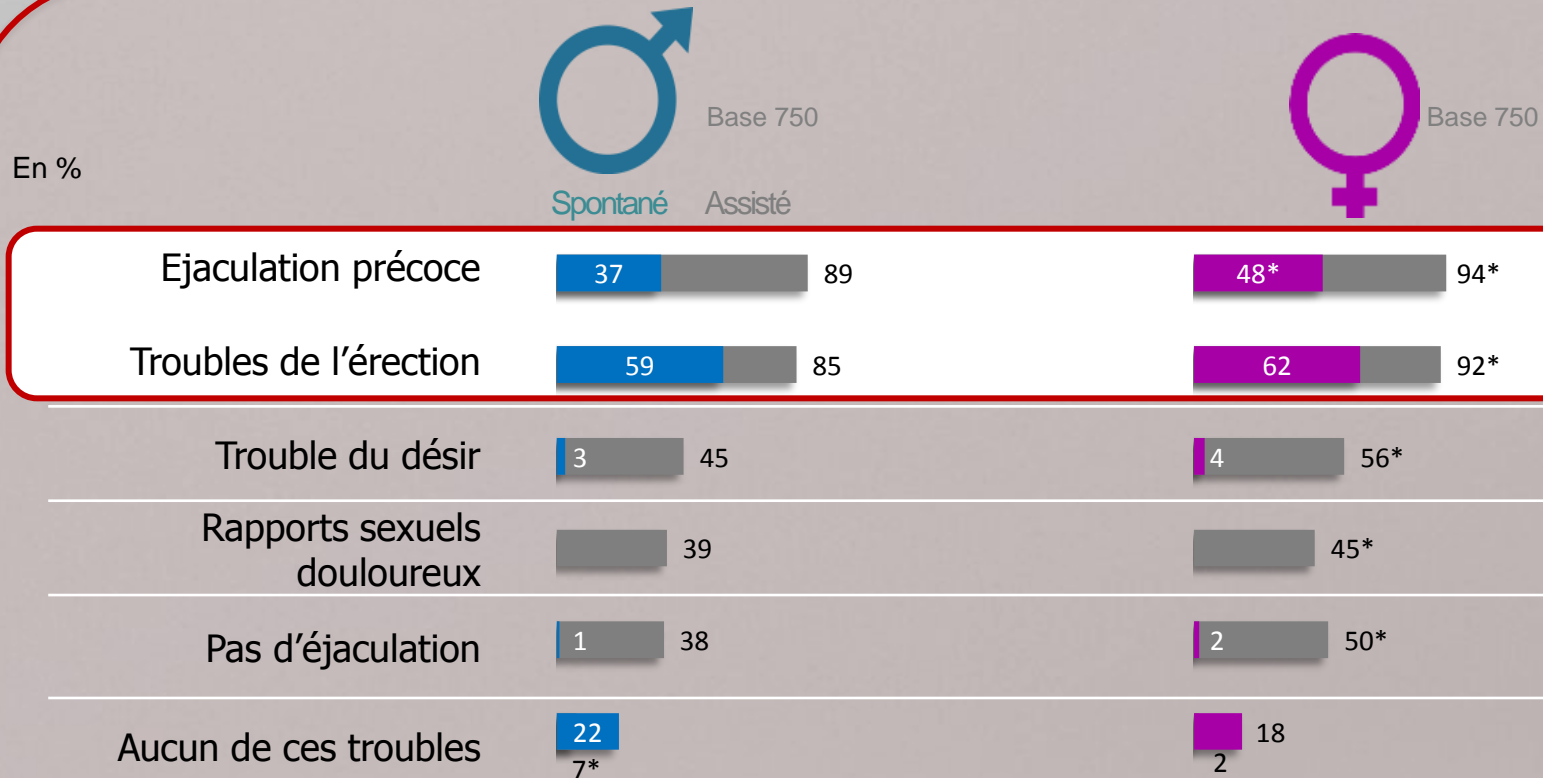 Base 750
Base 750
En %
Spontané Assisté
Ejaculation précoce 37 89 48* 94*
Troubles de l’érection 59 85 62 92*
Trouble du désir 3 45 4 56*
Rapports sexuels
douloureux 39 45*
Pas d’éjaculation 1 38 2 50*
Aucun de ces troubles 22 18
7* 2